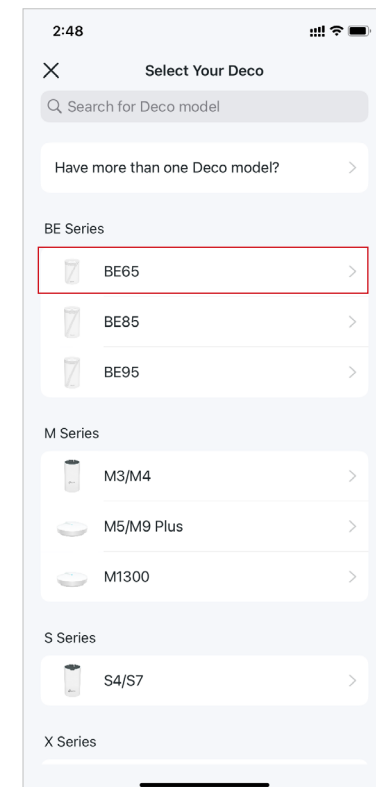 2:48
Select Your Deco
Search for Deco model
Have more than one Deco model?
BE Series
BE65
BE85
BE95
M Series
M3/M4
M5/M9 Plus
M1300
S Series
S4/S7
X Series